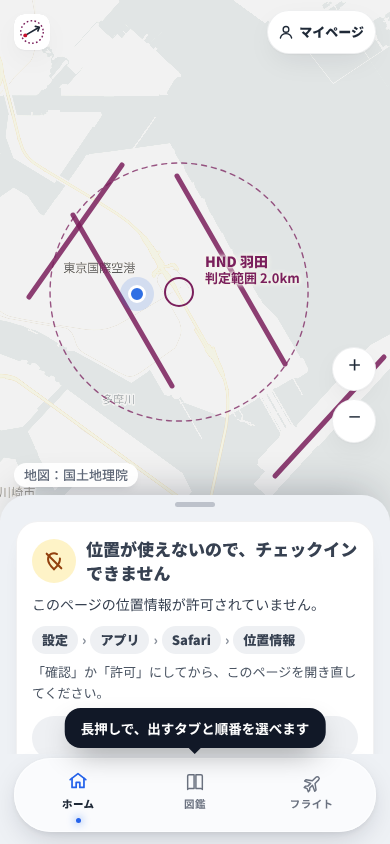 マイページ
HND 羽田
判定範囲 2.0km
東京国際空港
多摩川
+
−
地図：国土地理院
川崎市
位置が使えないので、チェックイン
できません
このページの位置情報が許可されていません。
設定 › アプリ › Safari › 位置情報
「確認」か「許可」にしてから、このページを開き直し
てください。
長押しで、出すタブと順番を選べます
ホーム 図鑑 フライト